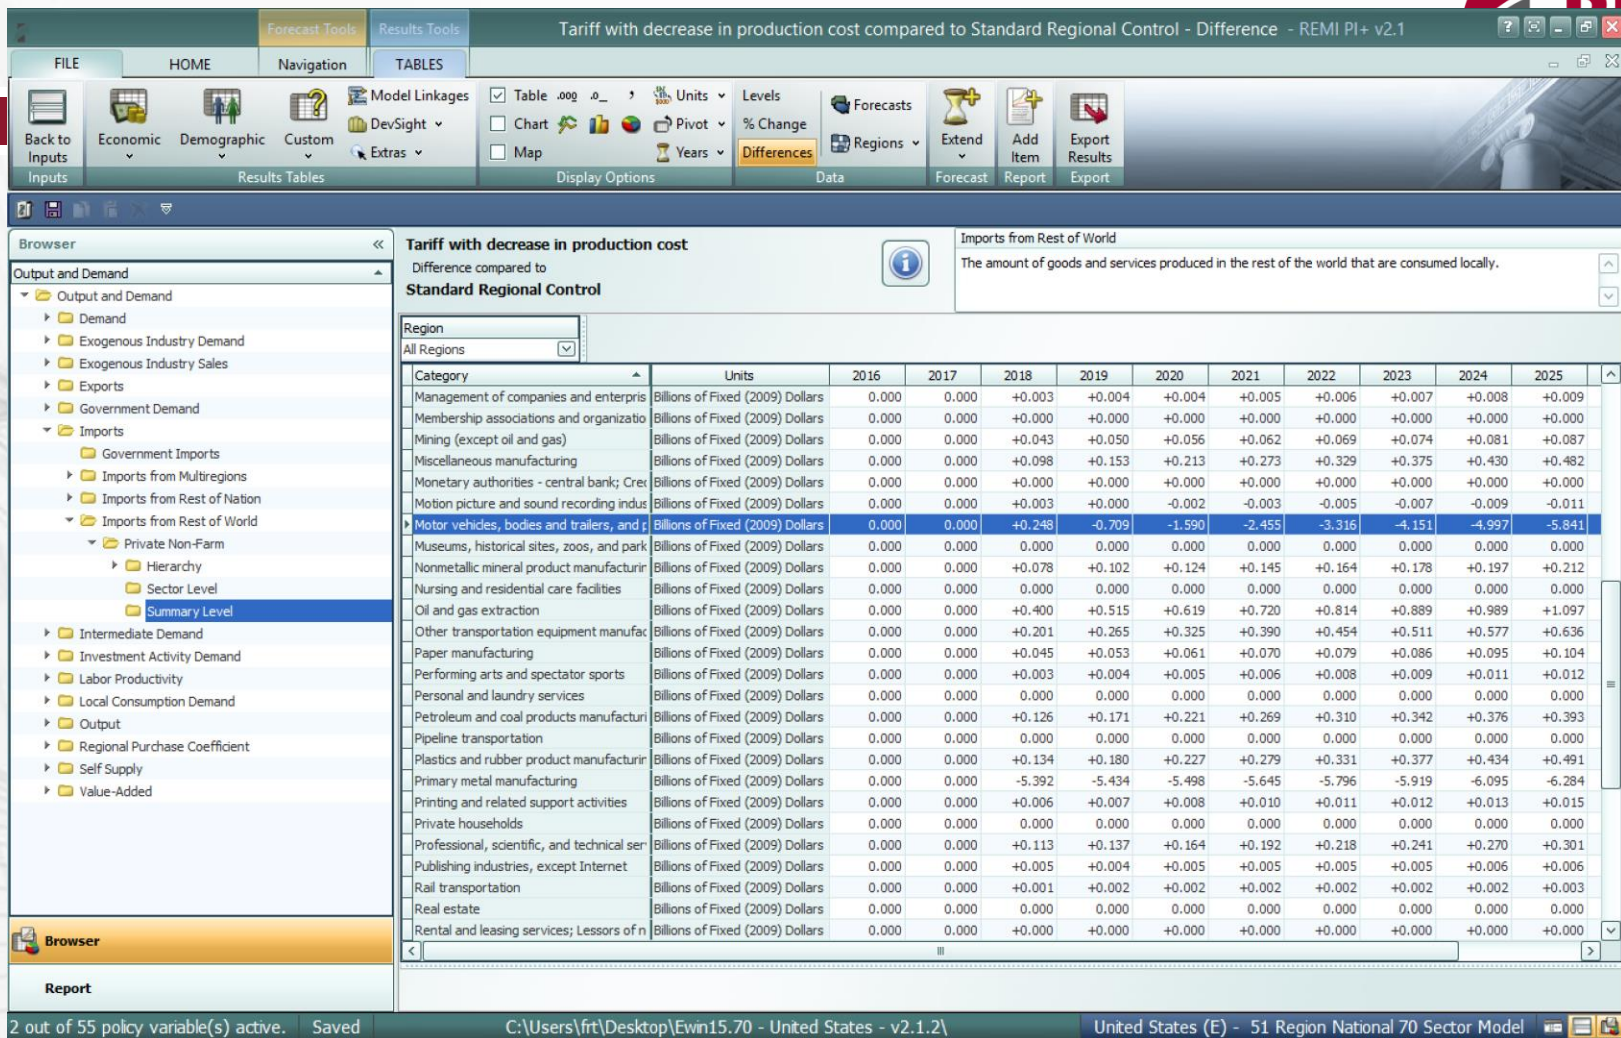 Forecast Tools Results Tools Tariff with decrease in production cost compared to Standard Regional Control - Difference - REMI PI+ v2.1
FILE HOME Navigation TABLES
Back to Inputs
Economic
Demographic
Custom
Model Linkages
DevSight
Extras
Table .000 .0_ ,
Chart
Map
Units
Pivot
Years
Levels
% Change
Differences
Forecasts
Regions
Extend
Add Item
Export Results
Inputs Results Tables Display Options Data Forecast Report Export
Browser «
Output and Demand
Output and Demand
Demand
Exogenous Industry Demand
Exogenous Industry Sales
Exports
Government Demand
Imports
Government Imports
Imports from Multiregions
Imports from Rest of Nation
Imports from Rest of World
Private Non-Farm
Hierarchy
Sector Level
Summary Level
Intermediate Demand
Investment Activity Demand
Labor Productivity
Local Consumption Demand
Output
Regional Purchase Coefficient
Self Supply
Value-Added
Browser
Report
Tariff with decrease in production cost
Difference compared to
Standard Regional Control
Imports from Rest of World
The amount of goods and services produced in the rest of the world that are consumed locally.
Region
All Regions
Category Units 2016 2017 2018 2019 2020 2021 2022 2023 2024 2025
Management of companies and enterpris Billions of Fixed (2009) Dollars 0.000 0.000 +0.003 +0.004 +0.004 +0.005 +0.006 +0.007 +0.008 +0.009
Membership associations and organizatio Billions of Fixed (2009) Dollars 0.000 0.000 +0.000 +0.000 +0.000 +0.000 +0.000 +0.000 +0.000 +0.000
Mining (except oil and gas) Billions of Fixed (2009) Dollars 0.000 0.000 +0.043 +0.050 +0.056 +0.062 +0.069 +0.074 +0.081 +0.087
Miscellaneous manufacturing Billions of Fixed (2009) Dollars 0.000 0.000 +0.098 +0.153 +0.213 +0.273 +0.329 +0.375 +0.430 +0.482
Monetary authorities - central bank; Cred Billions of Fixed (2009) Dollars 0.000 0.000 +0.000 +0.000 +0.000 +0.000 +0.000 +0.000 +0.000 +0.000
Motion picture and sound recording indus Billions of Fixed (2009) Dollars 0.000 0.000 +0.003 +0.000 -0.002 -0.003 -0.005 -0.007 -0.009 -0.011
Motor vehicles, bodies and trailers, and p Billions of Fixed (2009) Dollars 0.000 0.000 +0.248 -0.709 -1.590 -2.455 -3.316 -4.151 -4.997 -5.841
Museums, historical sites, zoos, and park Billions of Fixed (2009) Dollars 0.000 0.000 0.000 0.000 0.000 0.000 0.000 0.000 0.000 0.000
Nonmetallic mineral product manufacturin Billions of Fixed (2009) Dollars 0.000 0.000 +0.078 +0.102 +0.124 +0.145 +0.164 +0.178 +0.197 +0.212
Nursing and residential care facilities Billions of Fixed (2009) Dollars 0.000 0.000 0.000 0.000 0.000 0.000 0.000 0.000 0.000 0.000
Oil and gas extraction Billions of Fixed (2009) Dollars 0.000 0.000 +0.400 +0.515 +0.619 +0.720 +0.814 +0.889 +0.989 +1.097
Other transportation equipment manufac Billions of Fixed (2009) Dollars 0.000 0.000 +0.201 +0.265 +0.325 +0.390 +0.454 +0.511 +0.577 +0.636
Paper manufacturing Billions of Fixed (2009) Dollars 0.000 0.000 +0.045 +0.053 +0.061 +0.070 +0.079 +0.086 +0.095 +0.104
Performing arts and spectator sports Billions of Fixed (2009) Dollars 0.000 0.000 +0.003 +0.004 +0.005 +0.006 +0.008 +0.009 +0.011 +0.012
Personal and laundry services Billions of Fixed (2009) Dollars 0.000 0.000 0.000 0.000 0.000 0.000 0.000 0.000 0.000 0.000
Petroleum and coal products manufacturi Billions of Fixed (2009) Dollars 0.000 0.000 +0.126 +0.171 +0.221 +0.269 +0.310 +0.342 +0.376 +0.393
Pipeline transportation Billions of Fixed (2009) Dollars 0.000 0.000 0.000 0.000 0.000 0.000 0.000 0.000 0.000 0.000
Plastics and rubber product manufacturin Billions of Fixed (2009) Dollars 0.000 0.000 +0.134 +0.180 +0.227 +0.279 +0.331 +0.377 +0.434 +0.491
Primary metal manufacturing Billions of Fixed (2009) Dollars 0.000 0.000 -5.392 -5.434 -5.498 -5.645 -5.796 -5.919 -6.095 -6.284
Printing and related support activities Billions of Fixed (2009) Dollars 0.000 0.000 +0.006 +0.007 +0.008 +0.010 +0.011 +0.012 +0.013 +0.015
Private households Billions of Fixed (2009) Dollars 0.000 0.000 0.000 0.000 0.000 0.000 0.000 0.000 0.000 0.000
Professional, scientific, and technical ser Billions of Fixed (2009) Dollars 0.000 0.000 +0.113 +0.137 +0.164 +0.192 +0.218 +0.241 +0.270 +0.301
Publishing industries, except Internet Billions of Fixed (2009) Dollars 0.000 0.000 +0.005 +0.004 +0.005 +0.005 +0.005 +0.005 +0.006 +0.006
Rail transportation Billions of Fixed (2009) Dollars 0.000 0.000 +0.001 +0.002 +0.002 +0.002 +0.002 +0.002 +0.002 +0.003
Real estate Billions of Fixed (2009) Dollars 0.000 0.000 0.000 0.000 0.000 0.000 0.000 0.000 0.000 0.000
Rental and leasing services; Lessors of n Billions of Fixed (2009) Dollars 0.000 0.000 +0.000 +0.000 +0.000 +0.000 +0.000 +0.000 +0.000 +0.000
2 out of 55 policy variable(s) active. Saved C:\Users\frt\Desktop\Ewin15.70 - United States - v2.1.2\ United States (E) - 51 Region National 70 Sector Model